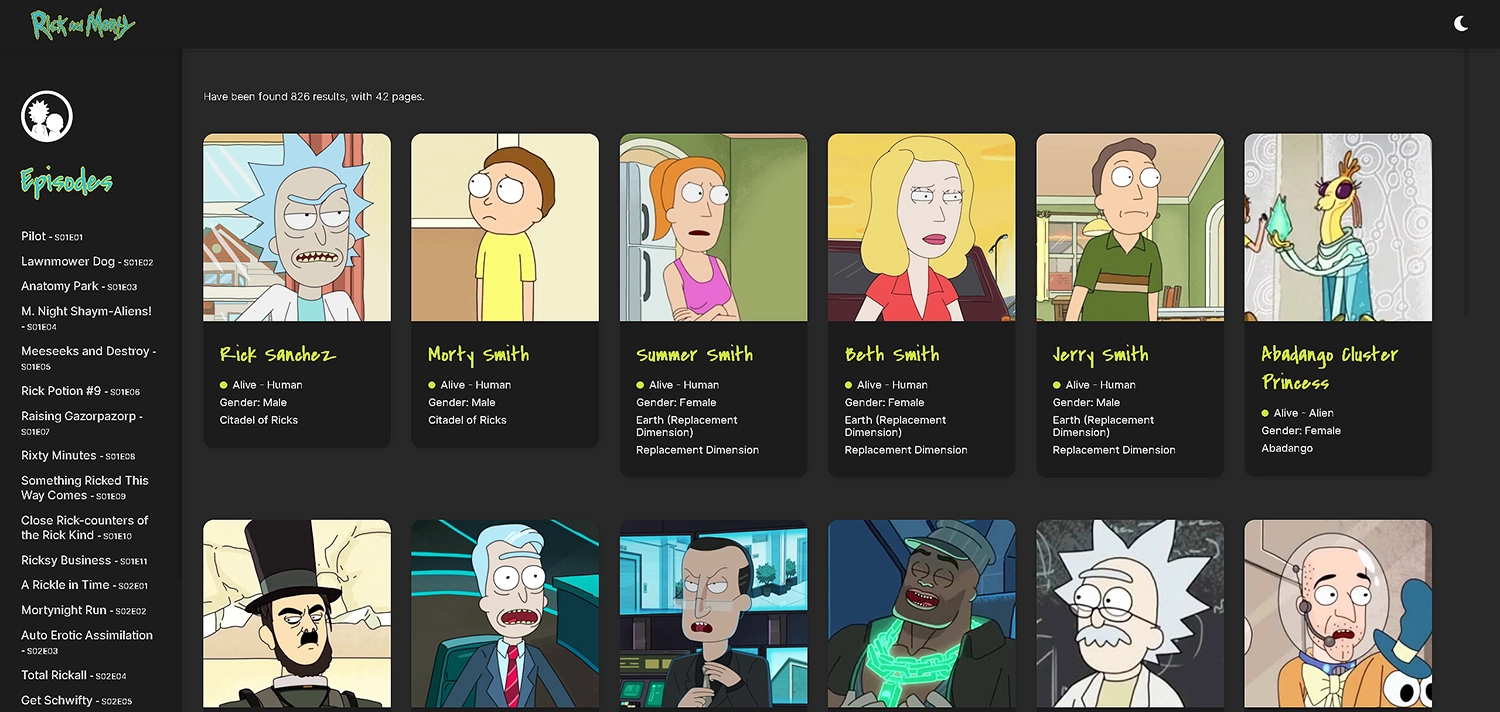 Rick and Morty
Episodes
Pilot - S01E01
Lawnmower Dog - S01E02
Anatomy Park - S01E03
M. Night Shaym-Aliens!
- S01E04
Meeseeks and Destroy -
S01E05
Rick Potion #9 - S01E06
Raising Gazorpazorp -
S01E07
Rixty Minutes - S01E08
Something Ricked This
Way Comes - S01E09
Close Rick-counters of
the Rick Kind - S01E10
Ricksy Business - S01E11
A Rickle in Time - S02E01
Mortynight Run - S02E02
Auto Erotic Assimilation
- S02E03
Total Rickall - S02E04
Get Schwifty - S02E05
Have been found 826 results, with 42 pages.
Rick Sanchez
Alive - Human
Gender: Male
Citadel of Ricks
Morty Smith
Alive - Human
Gender: Male
Citadel of Ricks
Summer Smith
Alive - Human
Gender: Female
Earth (Replacement
Dimension)
Replacement Dimension
Beth Smith
Alive - Human
Gender: Female
Earth (Replacement
Dimension)
Replacement Dimension
Jerry Smith
Alive - Human
Gender: Male
Earth (Replacement
Dimension)
Replacement Dimension
Abadango Cluster
Princess
Alive - Alien
Gender: Female
Abadango